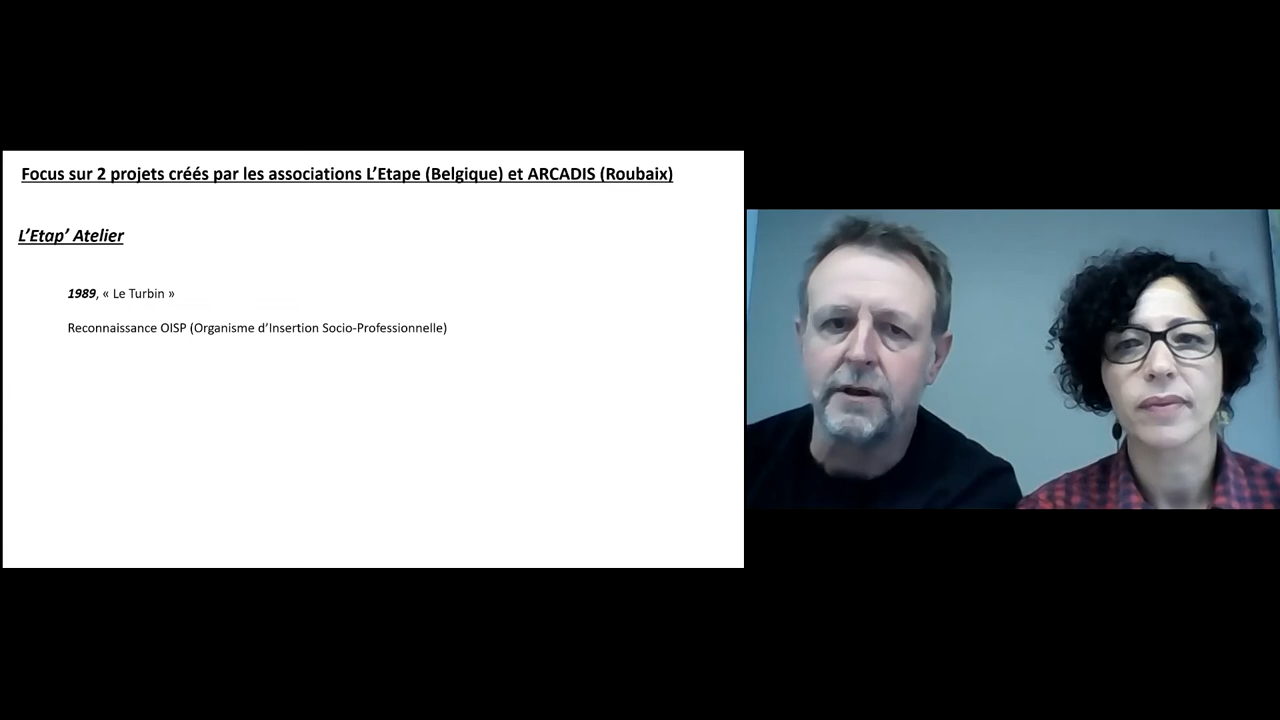 Focus sur 2 projets créés par les associations L’Etape (Belgique) et ARCADIS (Roubaix)
L’Etap’ Atelier
1989, « Le Turbin »
Reconnaissance OISP (Organisme d’Insertion Socio-Professionnelle)